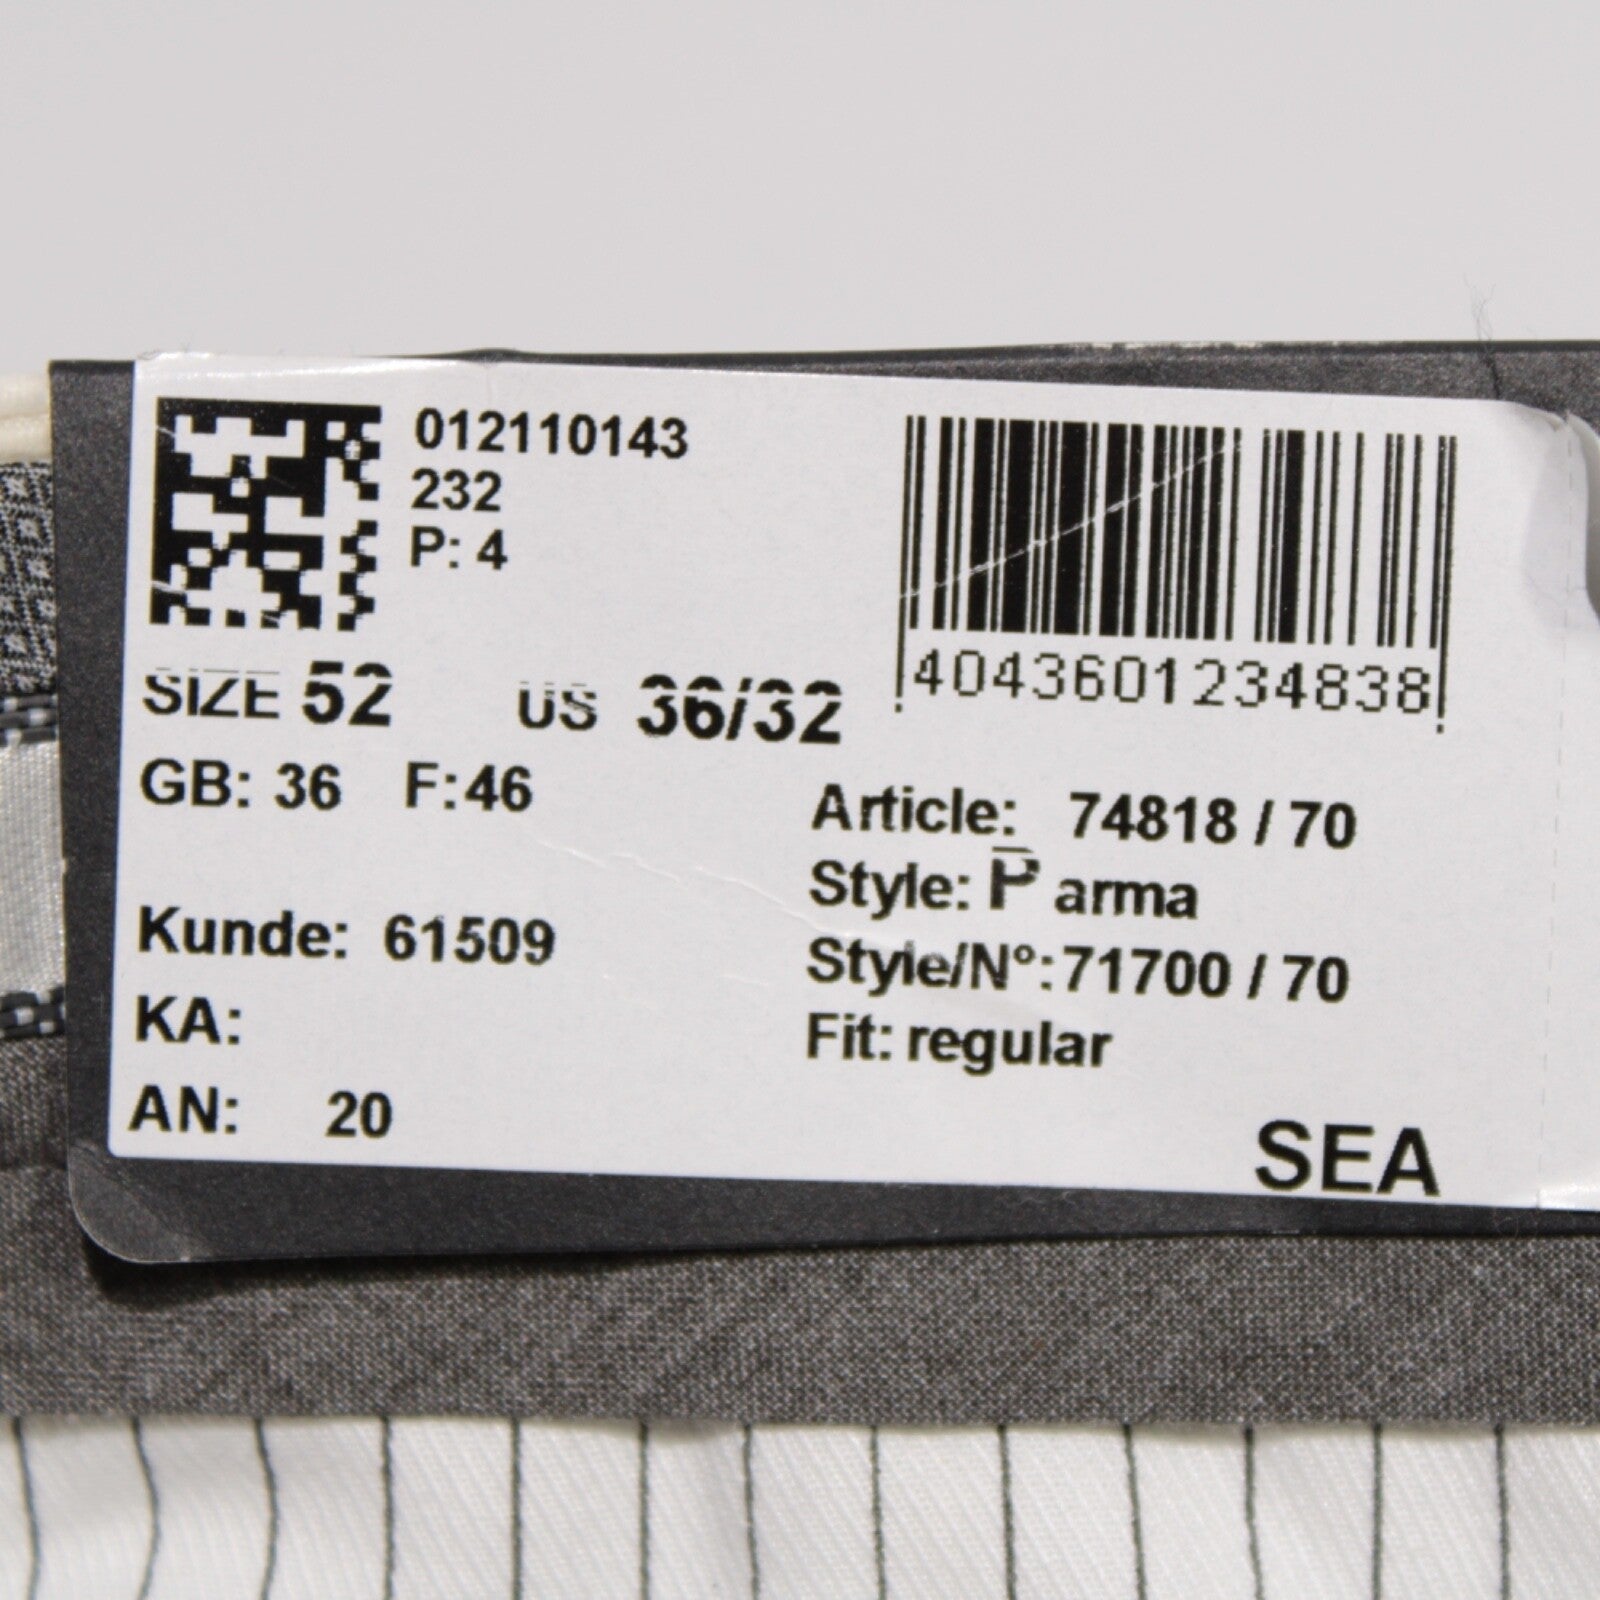 012110143
232
P: 4
4043601234838
SIZE 52 US 36/32
GB: 36 F:46
Article: 74818 / 70
Style: Parma
Style/N°:71700 / 70
Fit: regular
Kunde: 61509
KA:
AN: 20
SEA